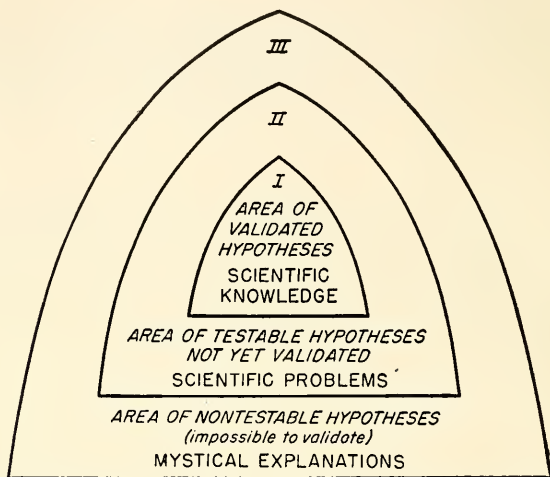 III
II
I
AREA OF
VALIDATED
HYPOTHESES
SCIENTIFIC
KNOWLEDGE
AREA OF TESTABLE HYPOTHESES
NOT YET VALIDATED
SCIENTIFIC PROBLEMS
AREA OF NONTESTABLE HYPOTHESES
(impossible to validate)
MYSTICAL EXPLANATIONS